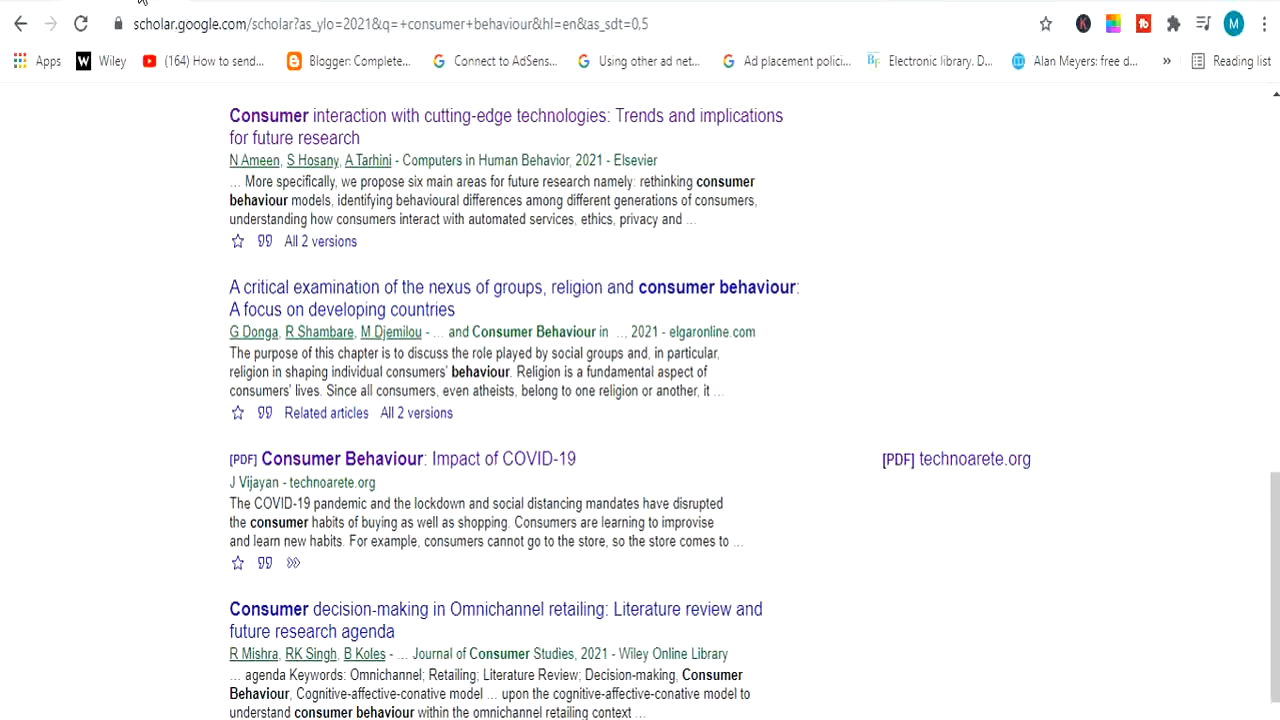 scholar.google.com/scholar?as_ylo=2021&q=+consumer+behaviour&hl=en&as_sdt=0,5
M
Apps W Wiley (164) How to send... Blogger: Complete... Connect to AdSens... Using other ad net... Ad placement polici... BF Electronic library. D... Alan Meyers: free d... » Reading list
Consumer interaction with cutting-edge technologies: Trends and implications
for future research
N Ameen, S Hosany, A Tarhini - Computers in Human Behavior, 2021 - Elsevier
... More specifically, we propose six main areas for future research namely: rethinking consumer
behaviour models, identifying behavioural differences among different generations of consumers,
understanding how consumers interact with automated services, ethics, privacy and ...
All 2 versions
A critical examination of the nexus of groups, religion and consumer behaviour:
A focus on developing countries
G Donga, R Shambare, M Djemilou - ... and Consumer Behaviour in ..., 2021 - elgaronline.com
The purpose of this chapter is to discuss the role played by social groups and, in particular,
religion in shaping individual consumers' behaviour. Religion is a fundamental aspect of
consumers' lives. Since all consumers, even atheists, belong to one religion or another, it ...
Related articles All 2 versions
[PDF] Consumer Behaviour: Impact of COVID-19
[PDF] technoarete.org
J Vijayan - technoarete.org
The COVID-19 pandemic and the lockdown and social distancing mandates have disrupted
the consumer habits of buying as well as shopping. Consumers are learning to improvise
and learn new habits. For example, consumers cannot go to the store, so the store comes to ...
Consumer decision-making in Omnichannel retailing: Literature review and
future research agenda
R Mishra, RK Singh, B Koles - ... Journal of Consumer Studies, 2021 - Wiley Online Library
... agenda Keywords: Omnichannel; Retailing; Literature Review; Decision-making, Consumer
Behaviour, Cognitive-affective-conative model ... upon the cognitive-affective-conative model to
understand consumer behaviour within the omnichannel retailing context ...